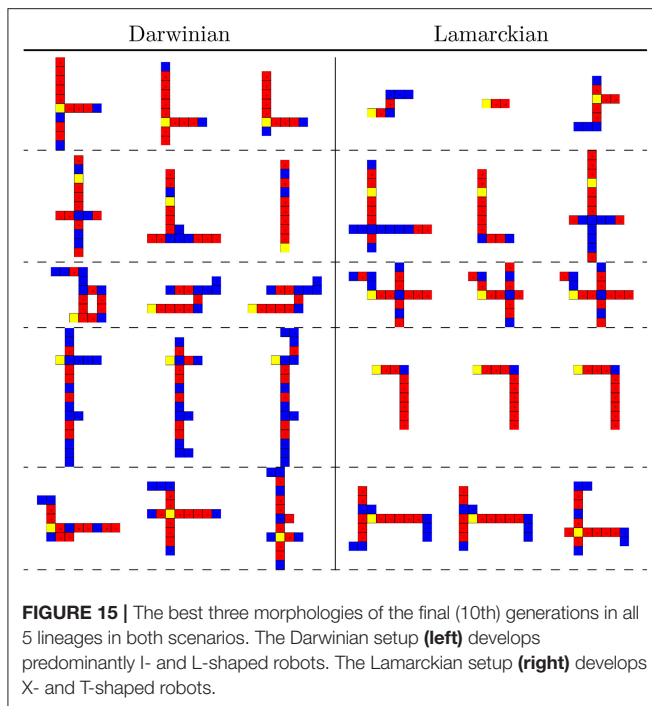 Darwinian
Lamarckian
FIGURE 15 | The best three morphologies of the final (10th) generations in all
5 lineages in both scenarios. The Darwinian setup (left) develops
predominantly I- and L-shaped robots. The Lamarckian setup (right) develops
X- and T-shaped robots.